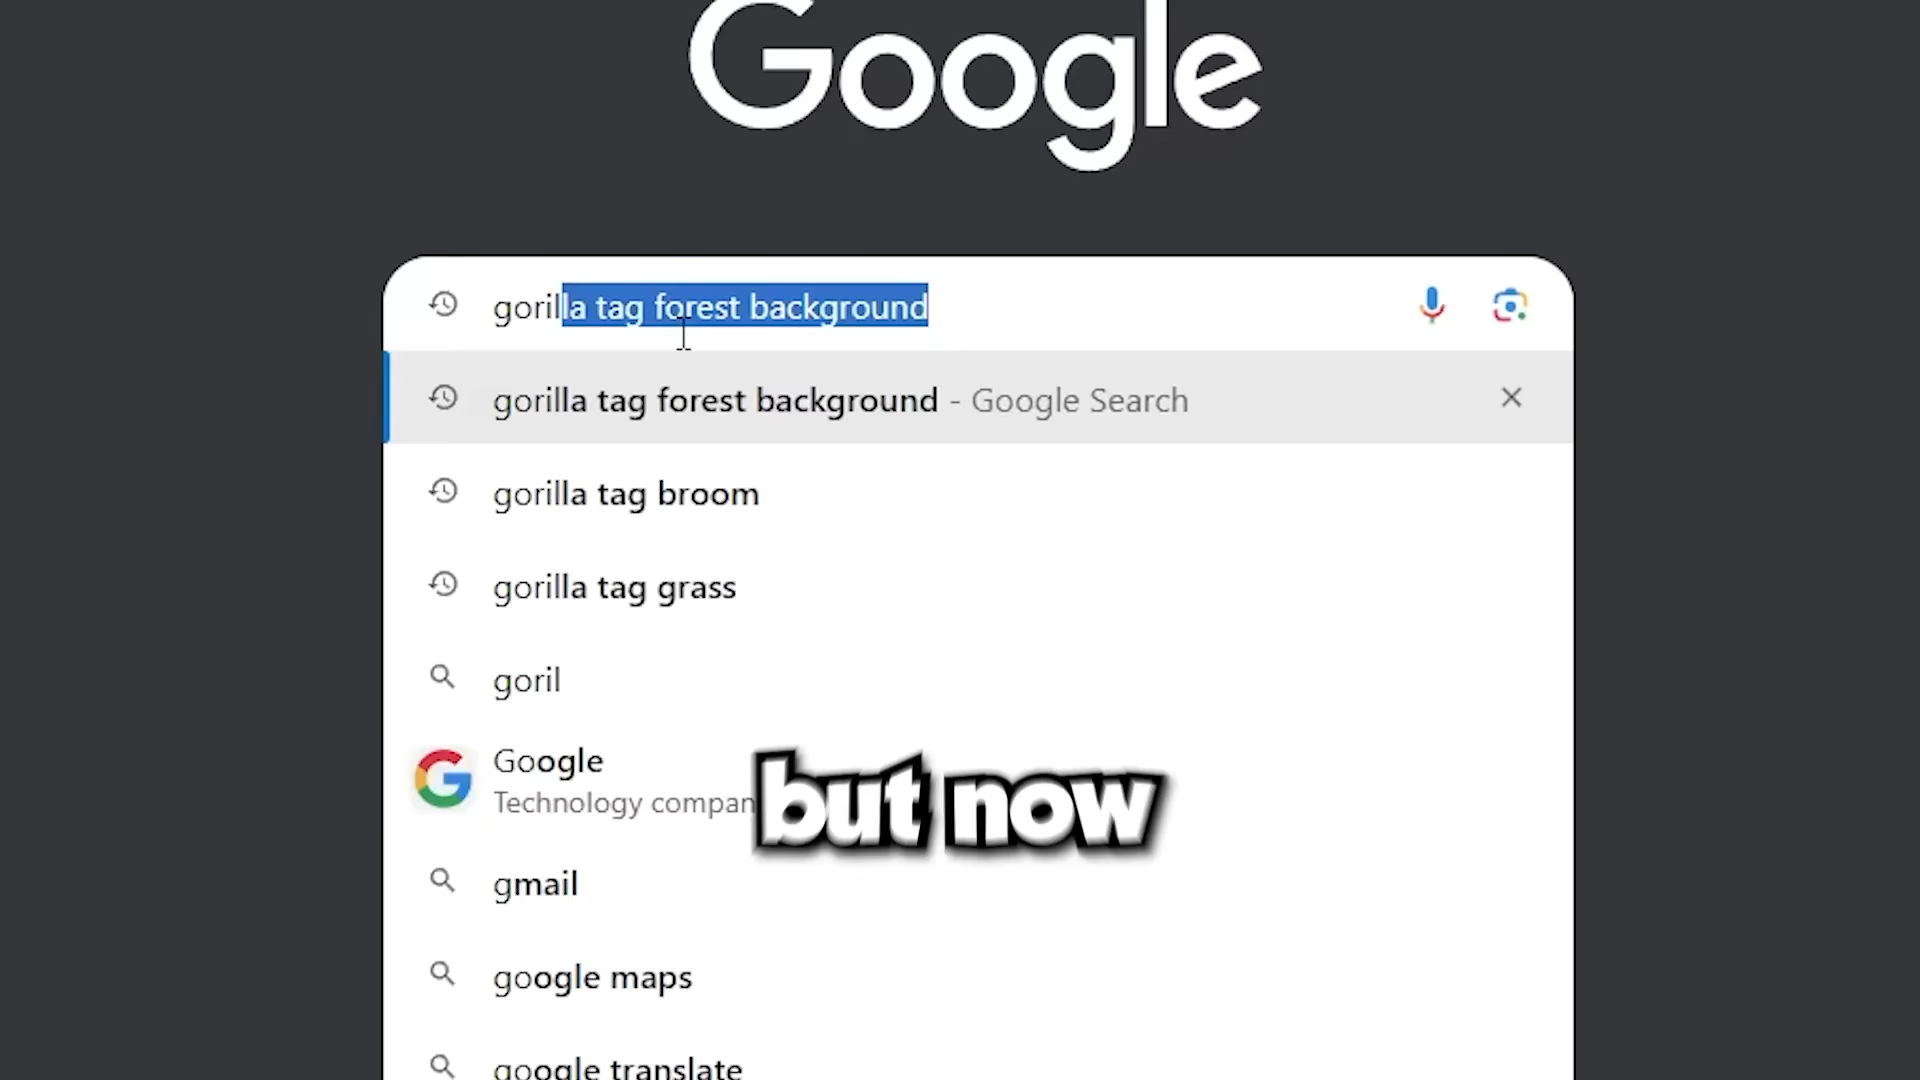 Google
gorilla tag forest background
gorilla tag forest background - Google Search
gorilla tag broom
gorilla tag grass
goril
Google
Technology compan
but now
gmail
google maps
google translate